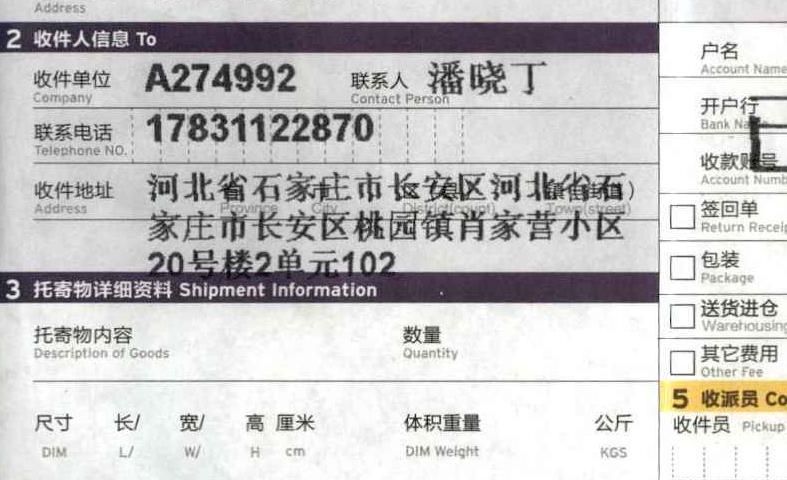 Address
2 收件人信息 To
收件单位 A274992 联系人 潘晓丁
Company Contact Person
联系电话 17831122870
Telephone NO.
收件地址 河北省石家庄市长安区河北省石
Address Province City District(count) Town(street)
家庄市长安区桃园镇肖家营小区
20号楼2单元102
3 托寄物详细资料 Shipment Information
托寄物内容 数量
Description of Goods Quantity
尺寸 长/ 宽/ 高 厘米 体积重量 公斤
DIM L/ W/ H cm DIM Weight KGS
户名
Account Name
开户行
Bank Na
收款账号
Account Numb
签回单
Return Receip
包装
Package
送货进仓
Warehousing
其它费用
Other Fee
5 收派员 Co
收件员 Pickup